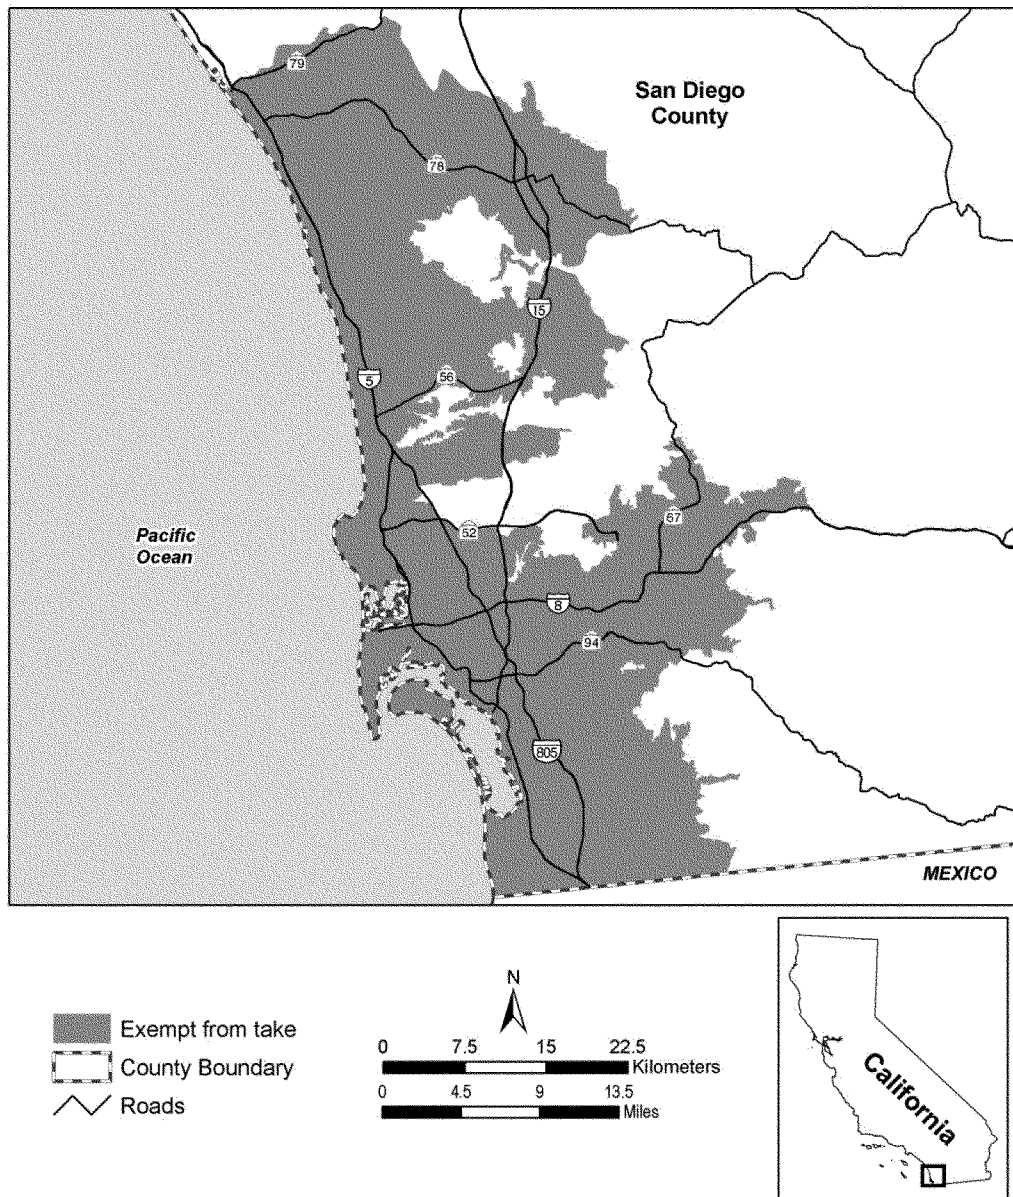 San Diego
County
79
78
15
56
5
Pacific
Ocean
67
52
8
94
805
MEXICO
N
Exempt from take
County Boundary
Roads
0 7.5 15 22.5
Kilometers
0 4.5 9 13.5
Miles
California